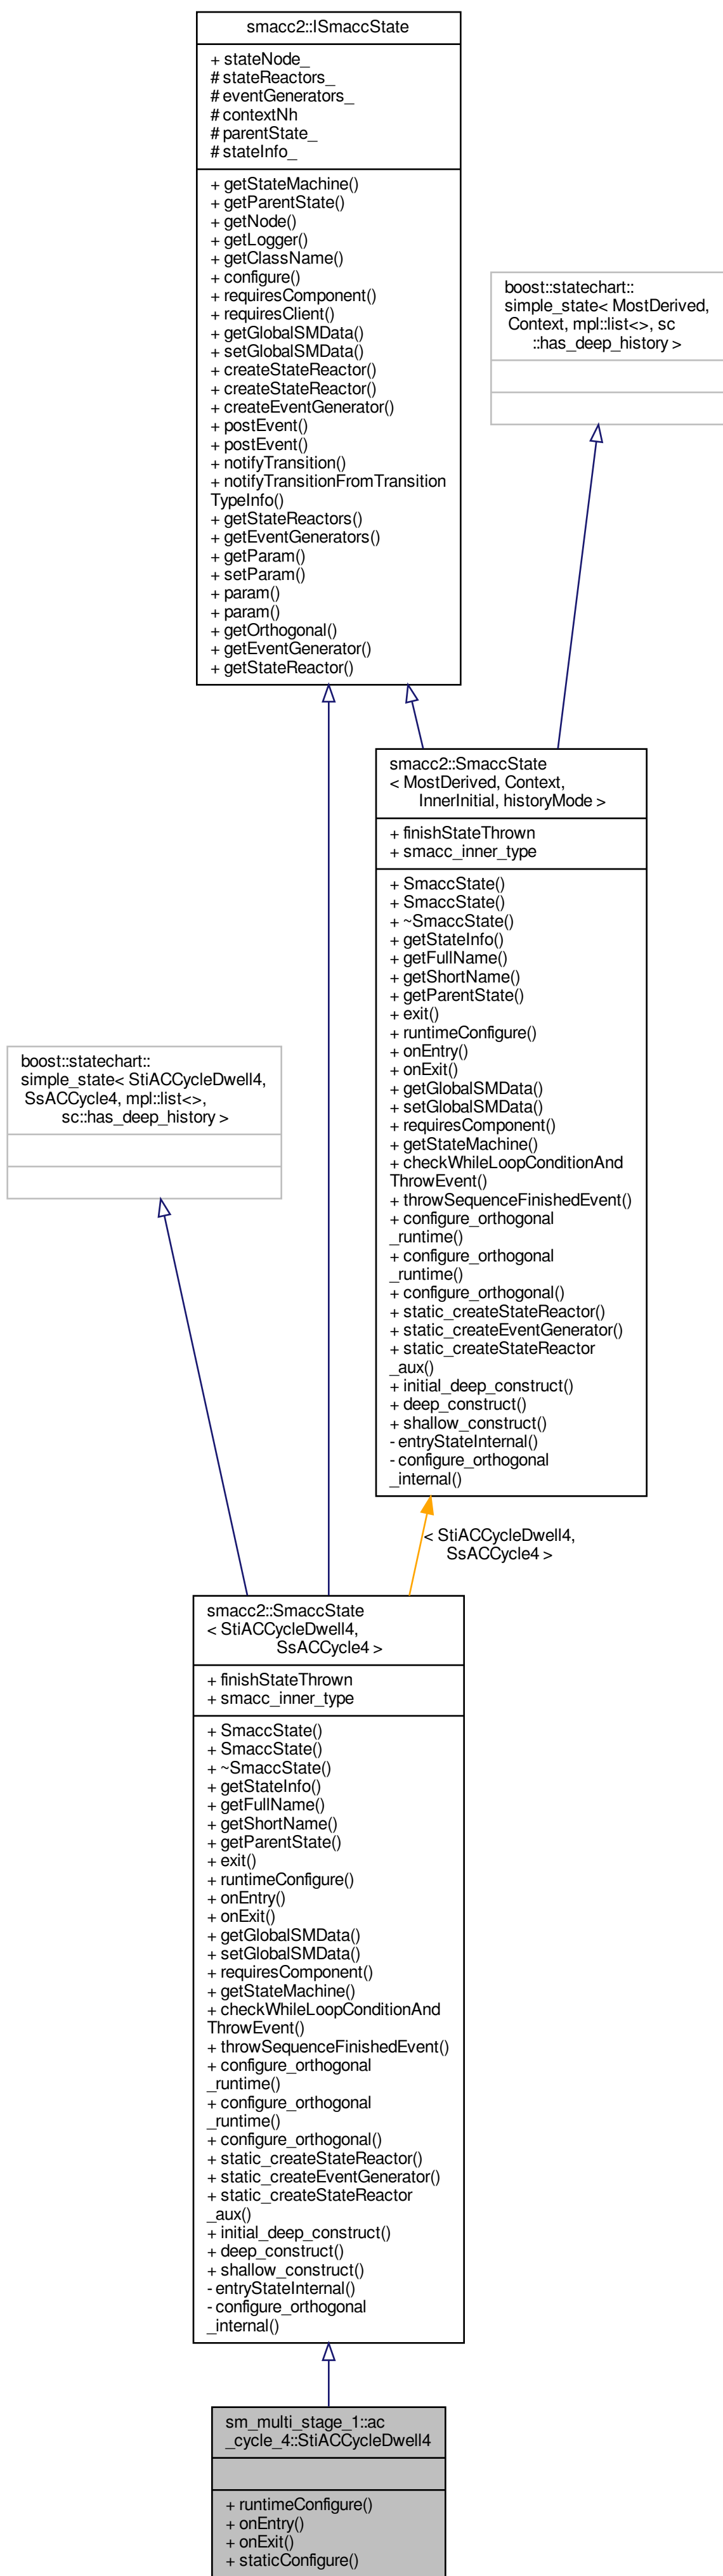 smacc2::ISmaccState
+ stateNode_
# stateReactors_
# eventGenerators_
# contextNh
# parentState_
# stateInfo_
+ getStateMachine()
+ getParentState()
+ getNode()
+ getLogger()
+ getClassName()
+ configure()
+ requiresComponent()
+ requiresClient()
+ getGlobalSMData()
+ setGlobalSMData()
+ createStateReactor()
+ createStateReactor()
+ createEventGenerator()
+ postEvent()
+ postEvent()
+ notifyTransition()
+ notifyTransitionFromTransition
TypeInfo()
+ getStateReactors()
+ getEventGenerators()
+ getParam()
+ setParam()
+ param()
+ param()
+ getOrthogonal()
+ getEventGenerator()
+ getStateReactor()
boost::statechart::
simple_state< MostDerived,
Context, mpl::list<>, sc
::has_deep_history >
smacc2::SmaccState
< MostDerived, Context,
InnerInitial, historyMode >
+ finishStateThrown
+ smacc_inner_type
+ SmaccState()
+ SmaccState()
+ ~SmaccState()
+ getStateInfo()
+ getFullName()
+ getShortName()
+ getParentState()
+ exit()
+ runtimeConfigure()
+ onEntry()
+ onExit()
+ getGlobalSMData()
+ setGlobalSMData()
+ requiresComponent()
+ getStateMachine()
+ checkWhileLoopConditionAnd
ThrowEvent()
+ throwSequenceFinishedEvent()
+ configure_orthogonal
_runtime()
+ configure_orthogonal
_runtime()
+ configure_orthogonal()
+ static_createStateReactor()
+ static_createEventGenerator()
+ static_createStateReactor
_aux()
+ initial_deep_construct()
+ deep_construct()
+ shallow_construct()
- entryStateInternal()
- configure_orthogonal
_internal()
boost::statechart::
simple_state< StiACCycleDwell4,
SsACCycle4, mpl::list<>,
sc::has_deep_history >
< StiACCycleDwell4,
SsACCycle4 >
smacc2::SmaccState
< StiACCycleDwell4,
SsACCycle4 >
+ finishStateThrown
+ smacc_inner_type
+ SmaccState()
+ SmaccState()
+ ~SmaccState()
+ getStateInfo()
+ getFullName()
+ getShortName()
+ getParentState()
+ exit()
+ runtimeConfigure()
+ onEntry()
+ onExit()
+ getGlobalSMData()
+ setGlobalSMData()
+ requiresComponent()
+ getStateMachine()
+ checkWhileLoopConditionAnd
ThrowEvent()
+ throwSequenceFinishedEvent()
+ configure_orthogonal
_runtime()
+ configure_orthogonal
_runtime()
+ configure_orthogonal()
+ static_createStateReactor()
+ static_createEventGenerator()
+ static_createStateReactor
_aux()
+ initial_deep_construct()
+ deep_construct()
+ shallow_construct()
- entryStateInternal()
- configure_orthogonal
_internal()
sm_multi_stage_1::ac
_cycle_4::StiACCycleDwell4
+ runtimeConfigure()
+ onEntry()
+ onExit()
+ staticConfigure()